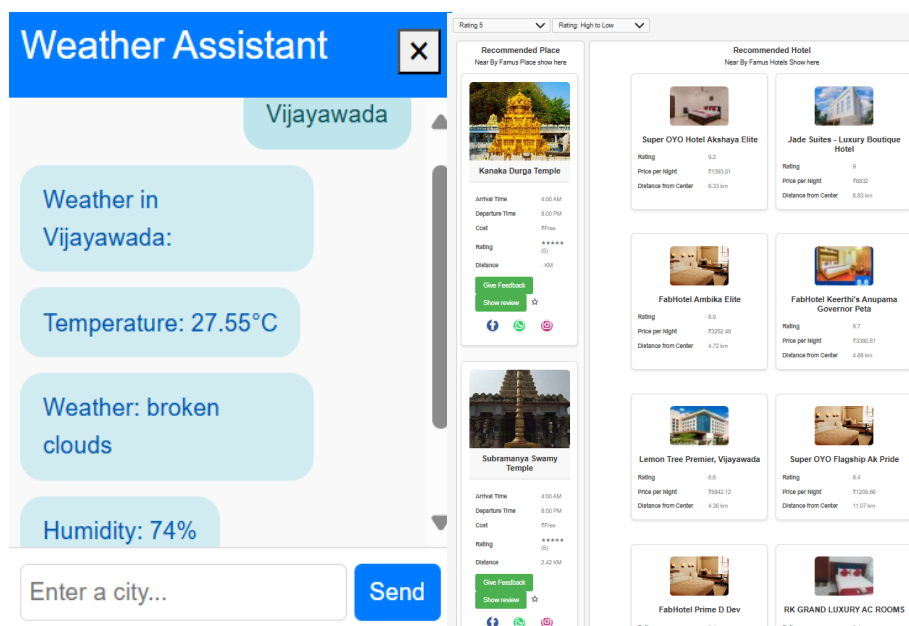 Weather Assistant
×
Vijayawada
Weather in
Vijayawada:
Temperature: 27.55°C
Weather: broken
clouds
Humidity: 74%
Enter a city...
Send
Rating 5
Rating: High to Low
Recommended Place
Near By Famus Place show here
Kanaka Durga Temple
Arrival Time 4:00 AM
Departure Time 8:00 PM
Cost ₹Free
Rating ★★★★★
(5)
Distance - KM
Give Feedback
Show review ☆
Subramanya Swamy
Temple
Arrival Time 4:00 AM
Departure Time 8:00 PM
Cost ₹Free
Rating ★★★★★
(5)
Distance 2.42 KM
Give Feedback
Show review ☆
Recommended Hotel
Near By Famus Hotels Show here
Super OYO Hotel Akshaya Elite
Rating 9.2
Price per Night ₹1393.61
Distance from Center 8.33 km
Jade Suites - Luxury Boutique
Hotel
Rating 9
Price per Night ₹6632
Distance from Center 6.83 km
FabHotel Ambika Elite
Rating 8.9
Price per Night ₹3252.48
Distance from Center 4.72 km
FabHotel Keerthi's Anupama
Governor Peta
Rating 8.7
Price per Night ₹3380.61
Distance from Center 4.68 km
Lemon Tree Premier, Vijayawada
Rating 8.6
Price per Night ₹5842.12
Distance from Center 4.36 km
Super OYO Flagship Ak Pride
Rating 8.4
Price per Night ₹1209.66
Distance from Center 11.07 km
FabHotel Prime D Dev
RK GRAND LUXURY AC ROOMS